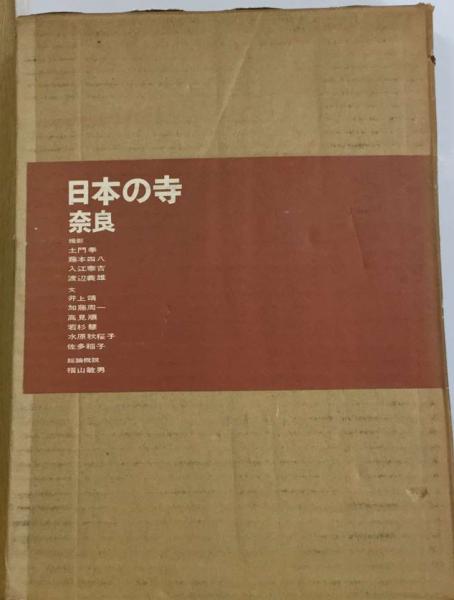 日本の寺
奈良
撮影
土門拳
藤本四八
入江泰吉
渡辺義雄
文
井上靖
加藤周一
高見順
若杉慧
水原秋桜子
佐多稲子
総論概説
福山敏男